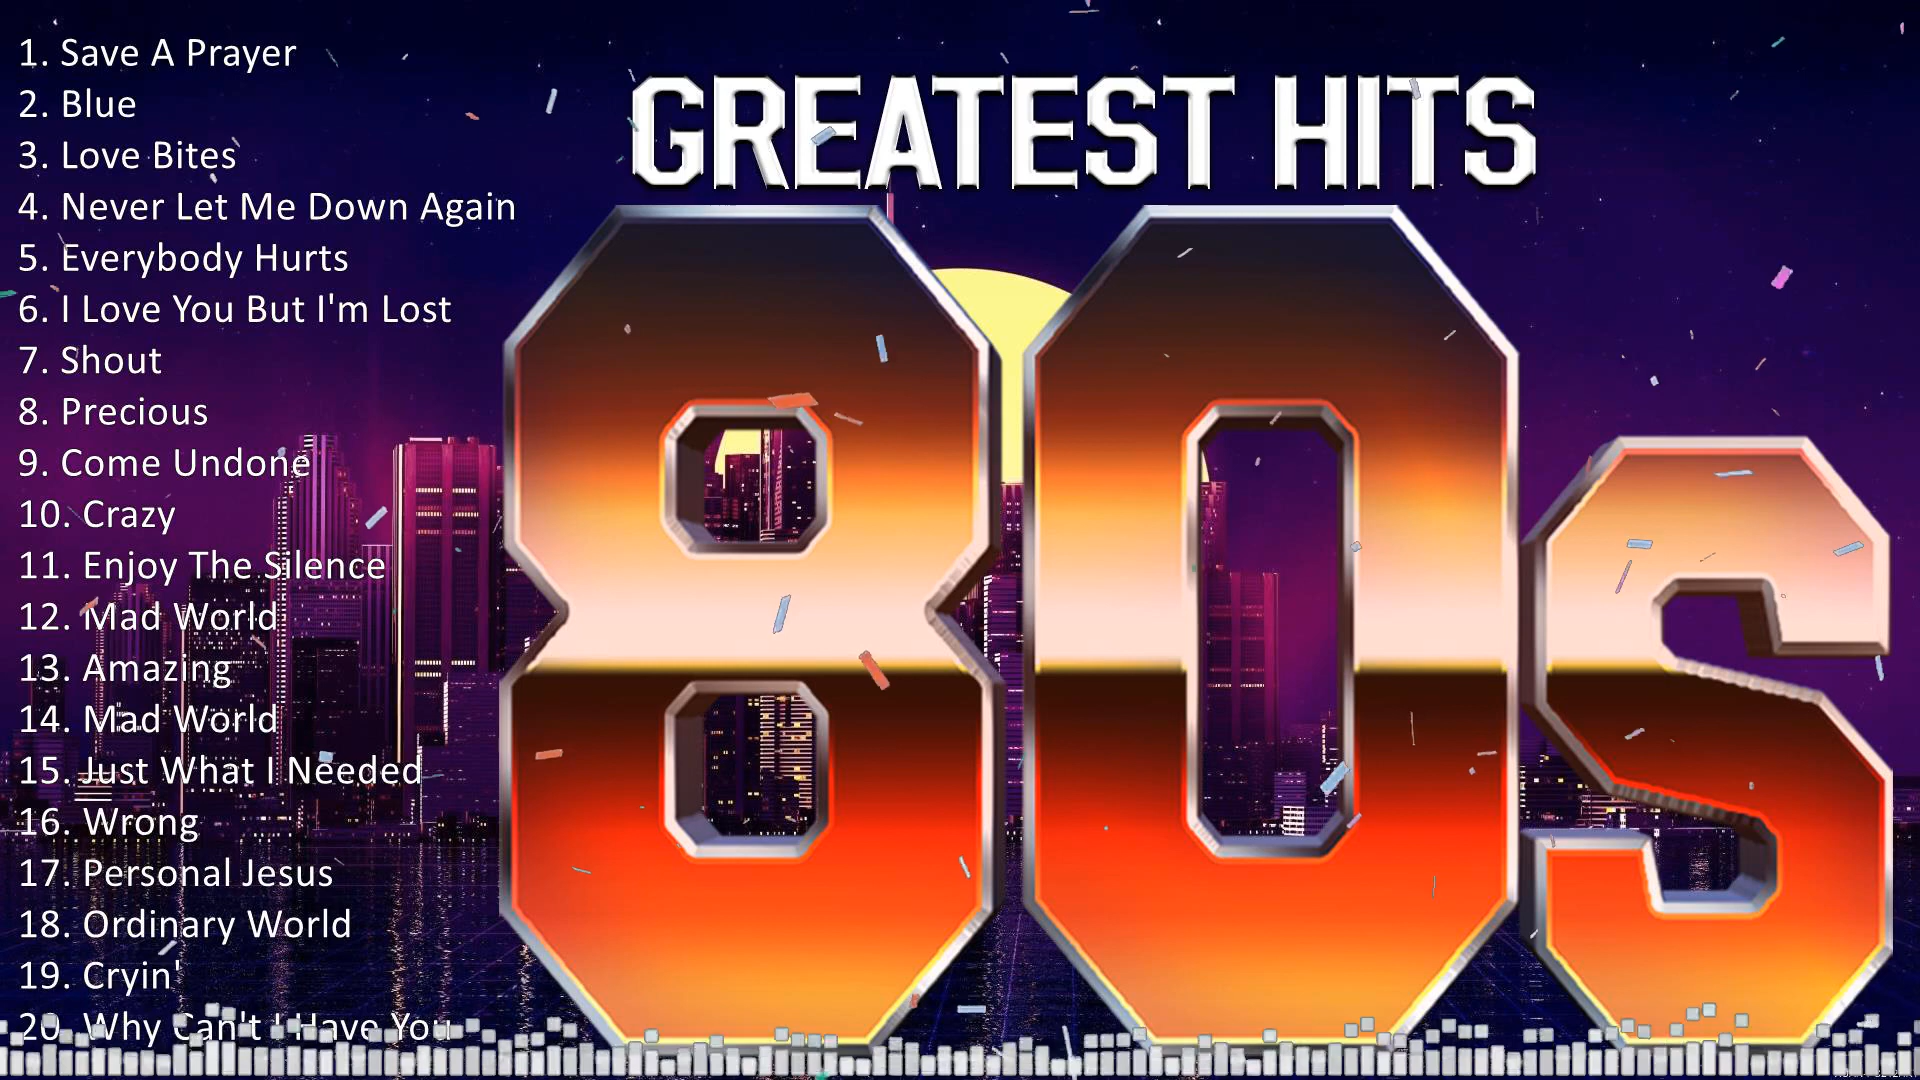 1. Save A Prayer
2. Blue
3. Love Bites
4. Never Let Me Down Again
5. Everybody Hurts
6. I Love You But I'm Lost
7. Shout
8. Precious
9. Come Undone
10. Crazy
11. Enjoy The Silence
12. Mad World
13. Amazing
14. Mad World
15. Just What I Needed
16. Wrong
17. Personal Jesus
18. Ordinary World
19. Cryin'
20. Why Can't I Have You
GREATEST HITS
80s